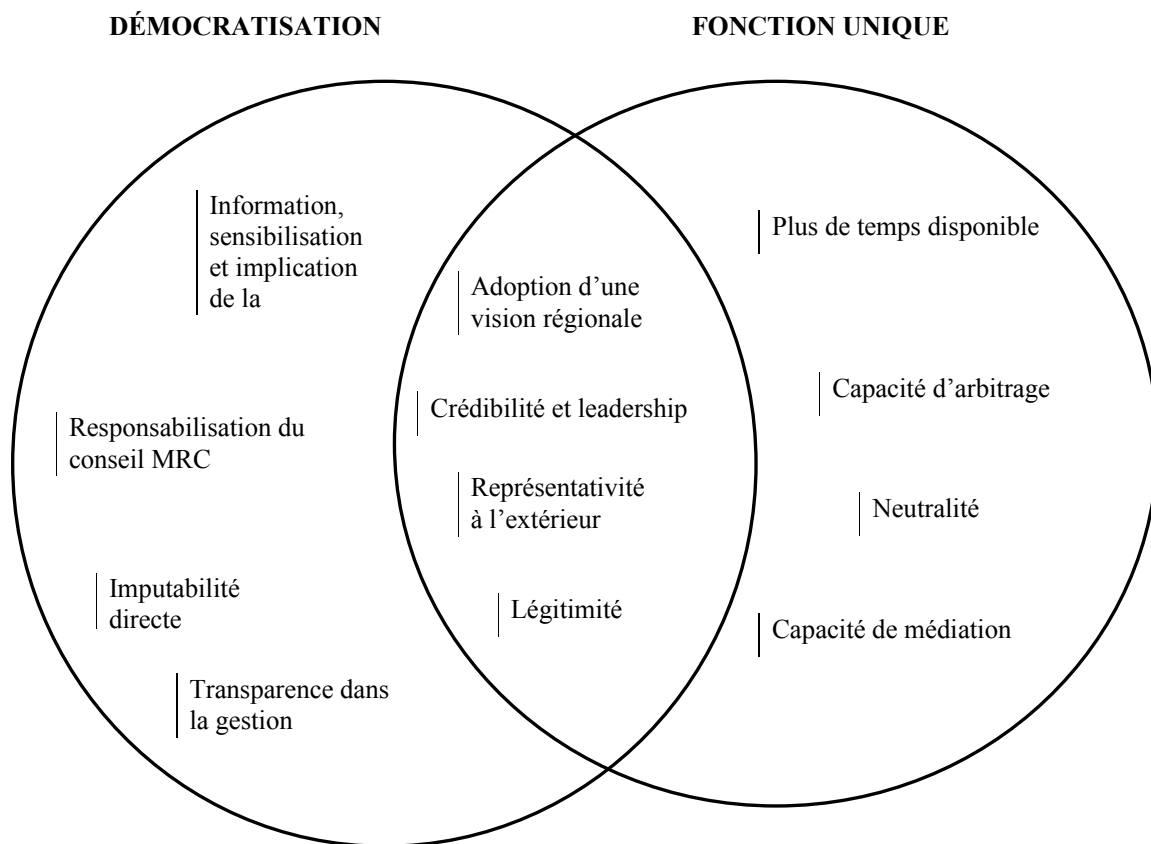 DÉMOCRATISATION
FONCTION UNIQUE
Information,
sensibilisation
et implication
de la
Plus de temps disponible
Adoption d’une
vision régionale
Capacité d’arbitrage
Crédibilité et leadership
Responsabilisation du
conseil MRC
Représentativité
à l’extérieur
Neutralité
Imputabilité
directe
Légitimité
Capacité de médiation
Transparence dans
la gestion